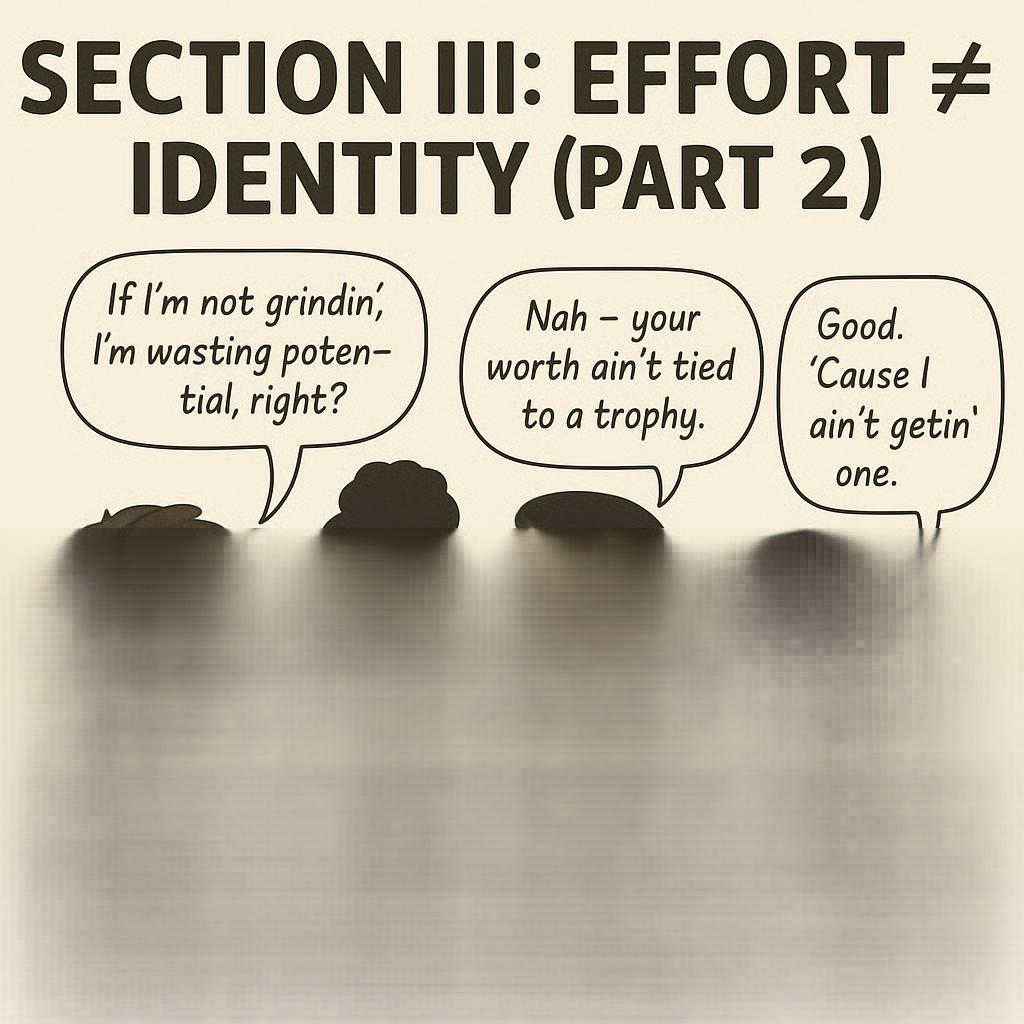 SECTION III: EFFORT ≠
IDENTITY (PART 2)
If I'm not grindin',
I'm wasting poten–
tial, right?
Nah – your
worth ain't tied
to a trophy.
Good.
'Cause I
ain't getin'
one.